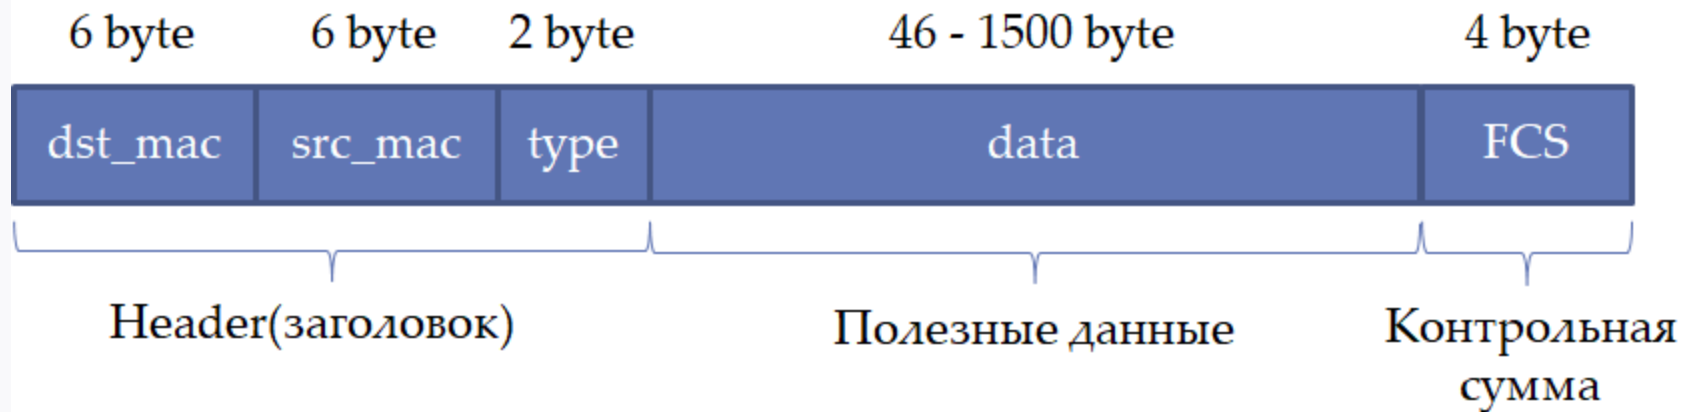 6 byte 6 byte 2 byte 46 - 1500 byte 4 byte
dst_mac src_mac type data FCS
Header(заголовок) Полезные данные Контрольная
сумма